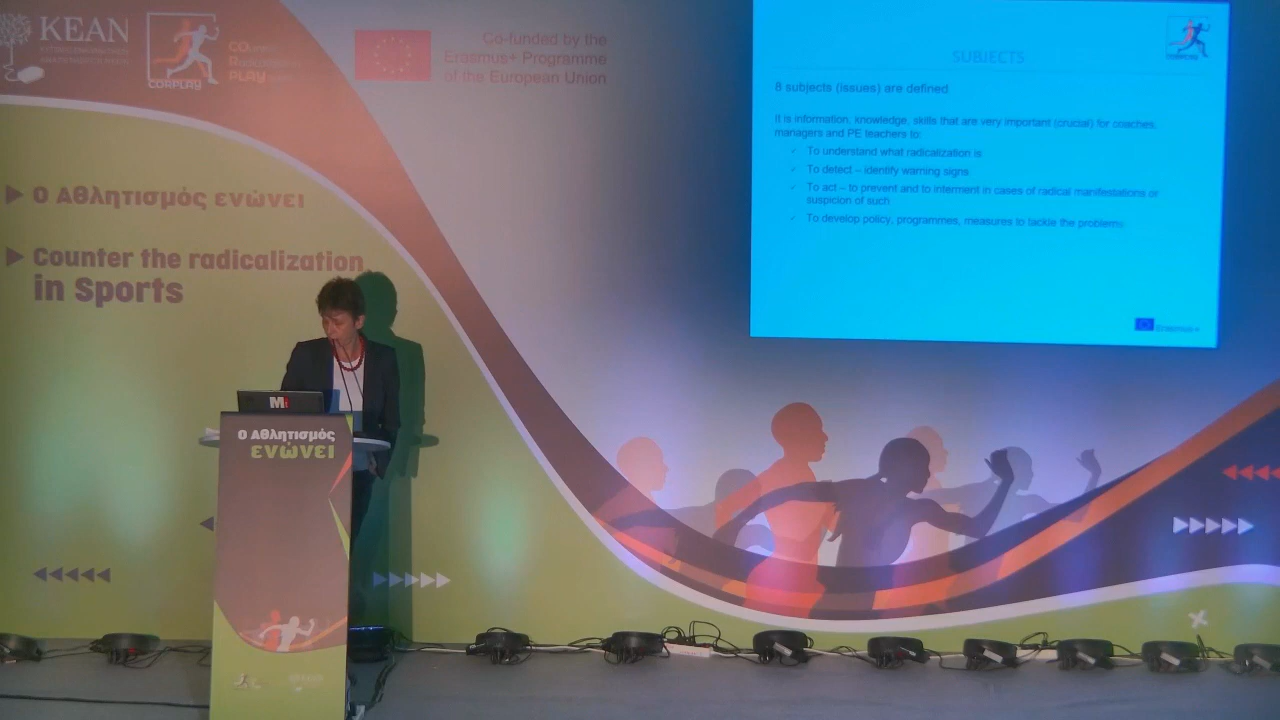 KEAN
CORPLAY
CO
R
PLAY
Co-funded by the
Erasmus+ Programme
of the European Union
Ο Αθλητισμός ενώνει
Counter the radicalization
in Sports
SUBJECTS
8 subjects (issues) are defined
It is information, knowledge, skills that are very important (crucial) for coaches,
managers and PE teachers to:
To understand what radicalization is
To detect – identify warning signs
To act – to prevent and to interment in cases of radical manifestations or
suspicion of such
To develop policy, programmes, measures to tackle the problems
Erasmus+
Ο Αθλητισμός
ενώνει